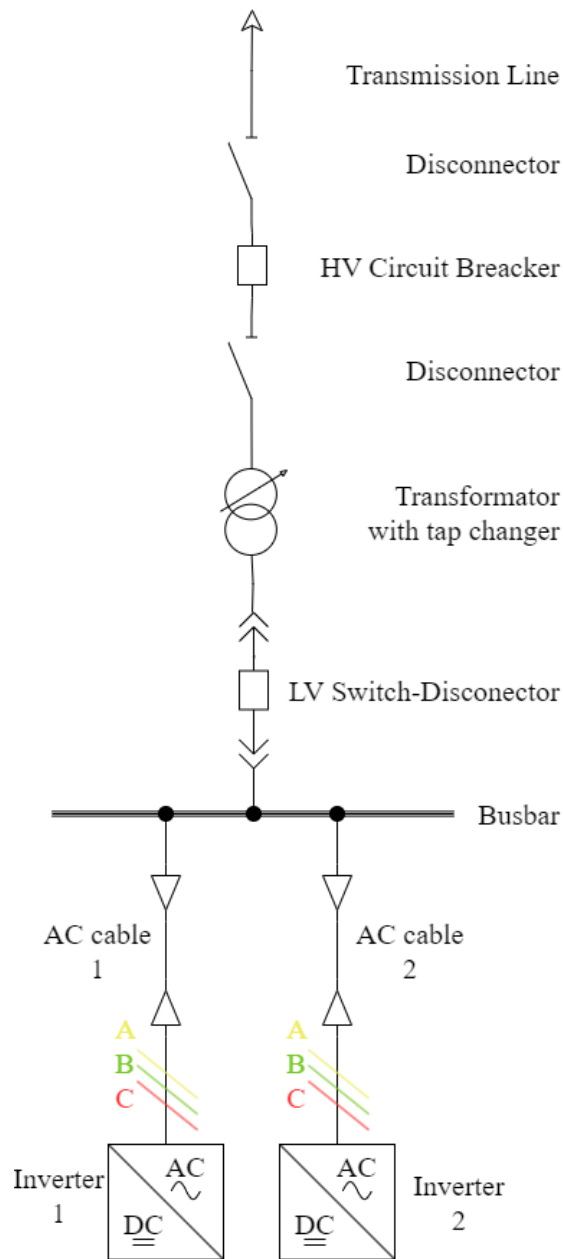 Transmission Line
Disconnector
HV Circuit Breacker
Disconnector
Transformator
with tap changer
LV Switch-Disconector
Busbar
AC cable
1
AC cable
2
A
B
C
A
B
C
Inverter
1
AC
DC
AC
DC
Inverter
2